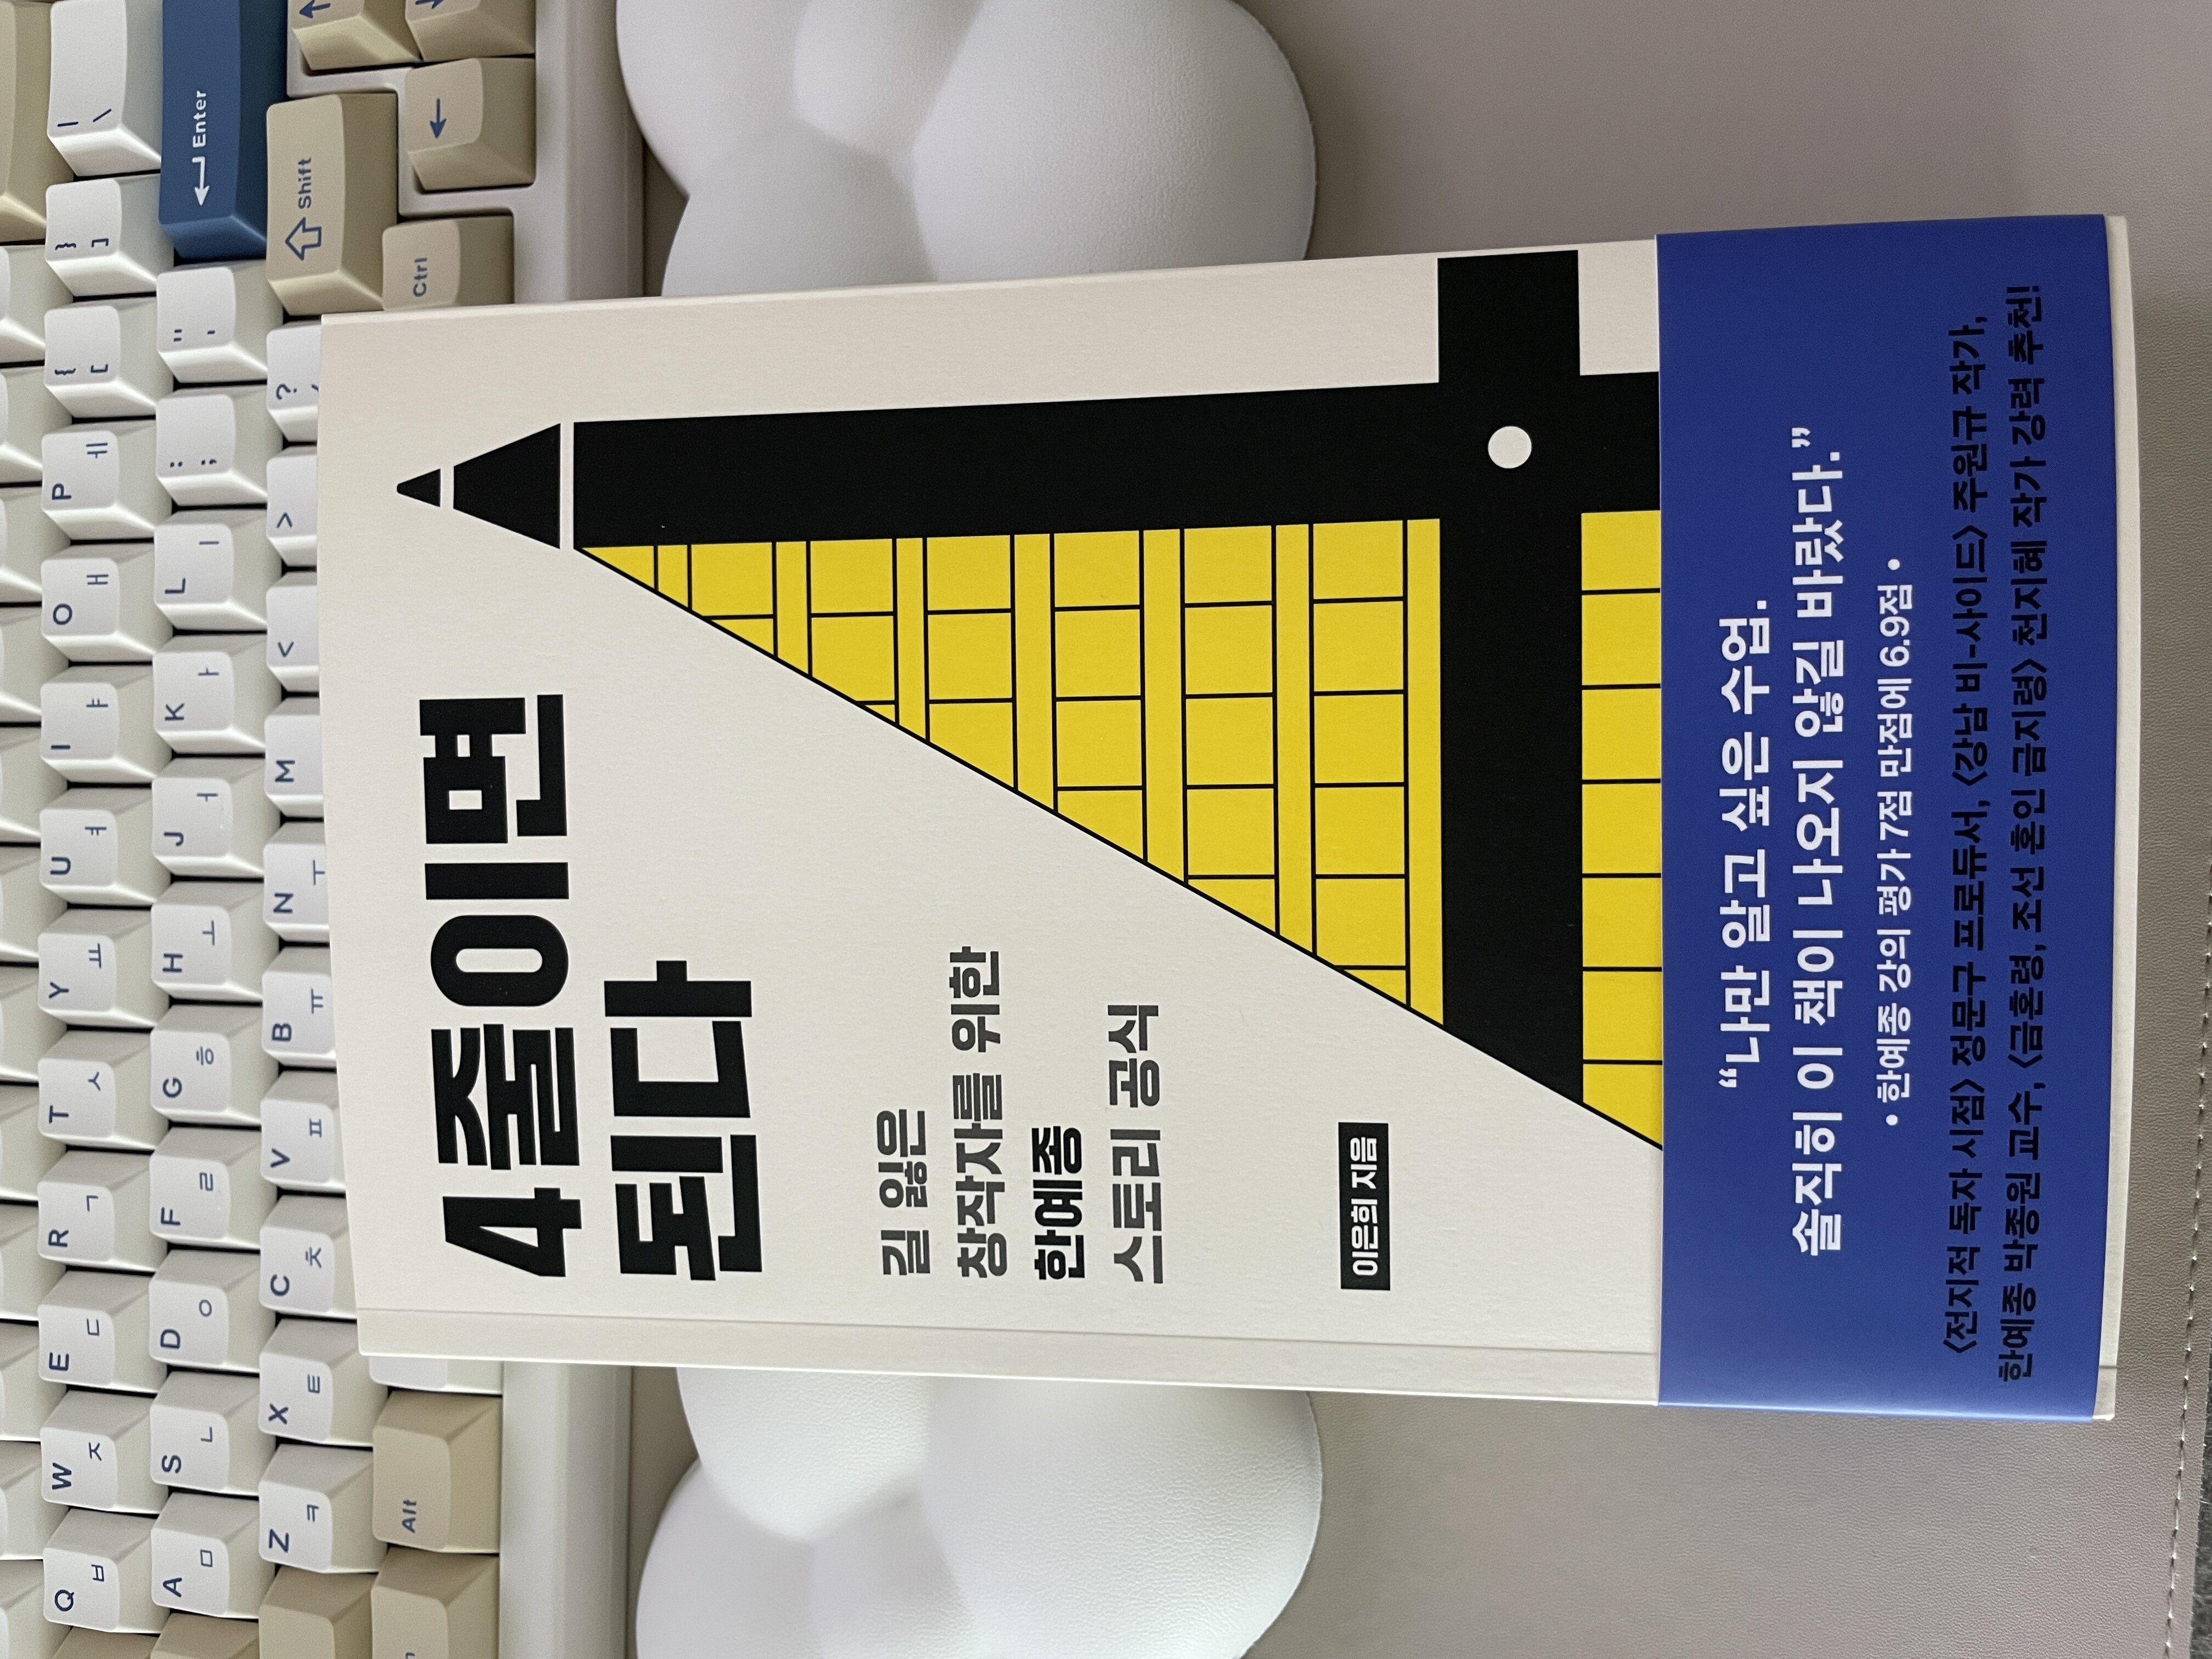 4줄이면
된다
길 잃은
창작자를 위한
한예종
스토리 공식
이은희 지음
“나만 알고 싶은 수업.
솔직히 이 책이 나오지 않길 바랐다.”
• 한예종 강의 평가 7점 만점에 6.9점 •
〈전지적 독자 시점〉 정문구 프로듀서, 〈강남 비-사이드〉 주원규 작가,
한예종 박종원 교수, 〈금혼령, 조선 혼인 금지령〉 천지혜 작가 강력 추천!
Q ㅂ W ㅈ E ㄷ R ㄱ T ㅅ Y ㅛ U ㅕ I ㅑ O ㅐ P ㅔ { [ } ] | \
A ㅁ S ㄴ D ㅇ F ㄹ G ㅎ H ㅗ J ㅓ K ㅏ L ㅣ : ; " ' Enter
Z ㅋ X ㅌ C ㅊ V ㅍ B ㅠ N ㅜ M < > ? Shift
Alt Ctrl